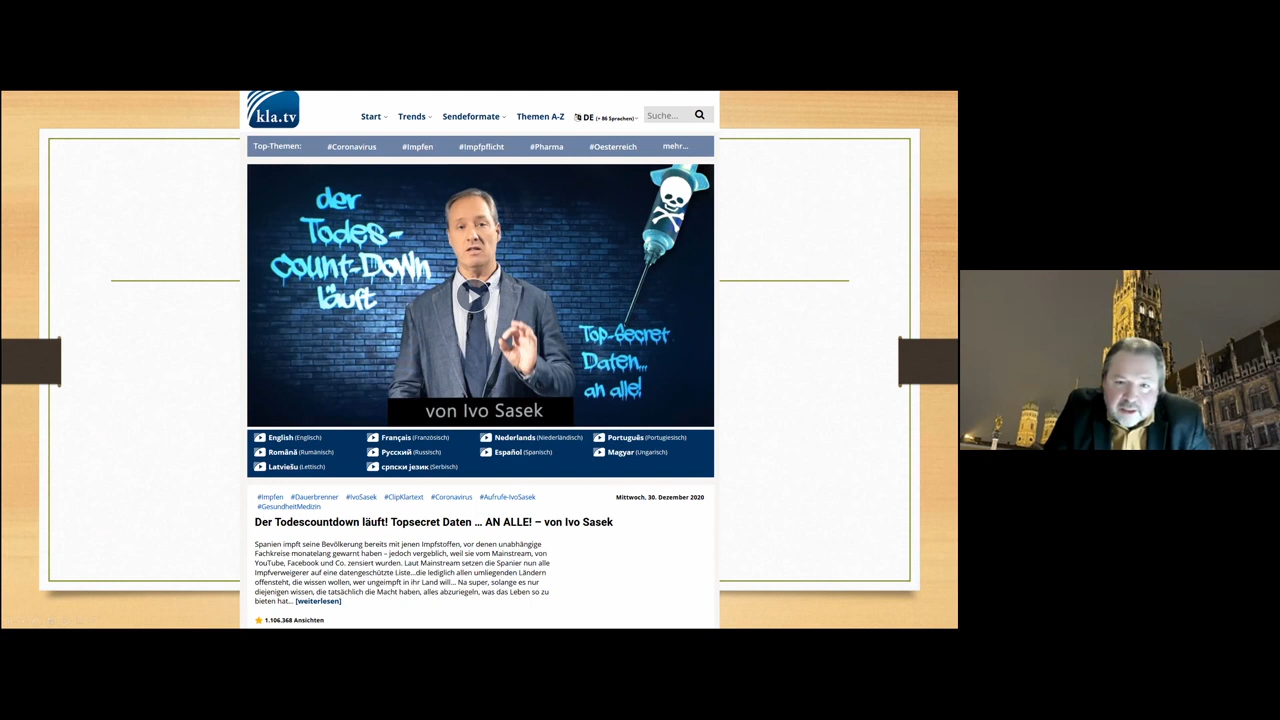 kla.tv
Start
Trends
Sendeformate
Themen A-Z
DE (+ 86 Sprachen)
Suche...
Top-Themen:
#Coronavirus
#Impfen
#Impfpflicht
#Pharma
#Oesterreich
mehr...
der
Todes-
Count-Down
läuft
Top-Secret
Daten...
an alle!
von Ivo Sasek
English (Englisch)
Français (Französisch)
Nederlands (Niederländisch)
Português (Portugiesisch)
Română (Rumänisch)
Русский (Russisch)
Español (Spanisch)
Magyar (Ungarisch)
Latviešu (Lettisch)
српски језик (Serbisch)
#Impfen #Dauerbrenner #IvoSasek #ClipKlartext #Coronavirus #Aufrufe-IvoSasek
#GesundheitMedizin
Mittwoch, 30. Dezember 2020
Der Todescountdown läuft! Topsecret Daten ... AN ALLE! – von Ivo Sasek
Spanien impft seine Bevölkerung bereits mit jenen Impfstoffen, vor denen unabhängige
Fachkreise monatelang gewarnt haben – jedoch vergeblich, weil sie vom Mainstream, von
YouTube, Facebook und Co. zensiert wurden. Laut Mainstream setzen die Spanier nun alle
Impfverweigerer auf eine datengeschützte Liste...die lediglich allen umliegenden Ländern
offensteht, die wissen wollen, wer ungeimpft in ihr Land will... Na super, solange es nur
diejenigen wissen, die tatsächlich die Macht haben, alles abzuriegeln, was das Leben so zu
bieten hat... [weiterlesen]
1.106.368 Ansichten